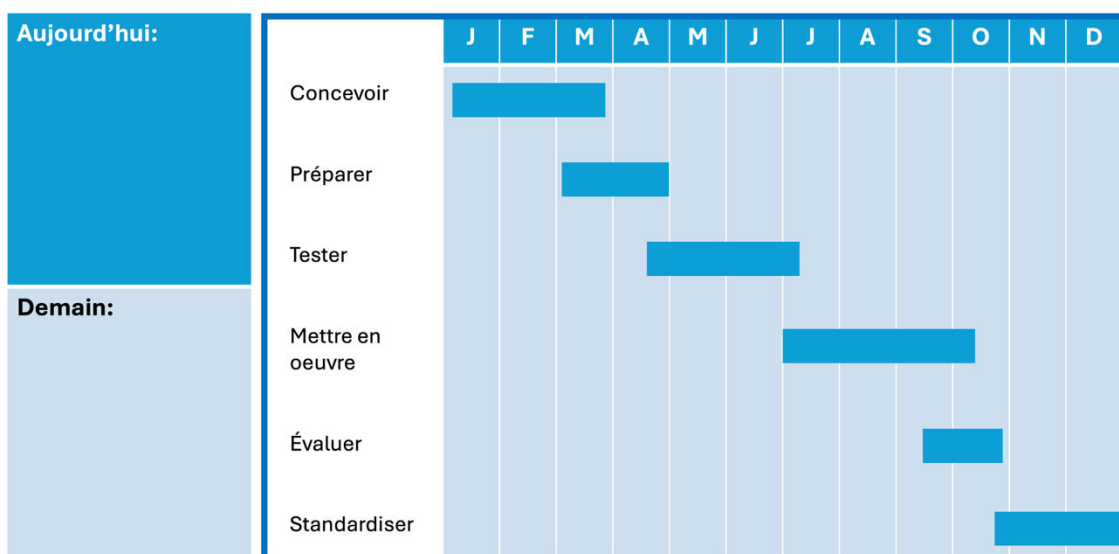 Aujourd’hui:
Demain:
J F M A M J J A S O N D
Concevoir
Préparer
Tester
Mettre en
oeuvre
Évaluer
Standardiser